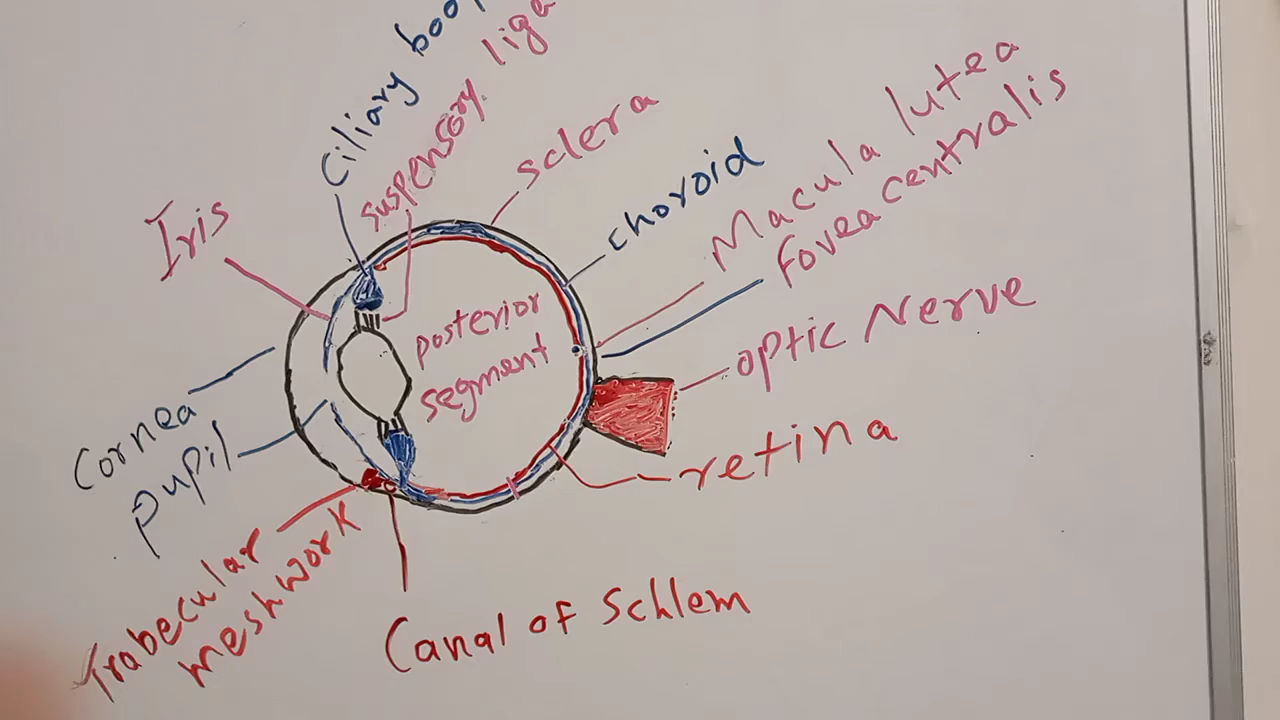 Ciliary
suspensory
sclera
choroid
Macula lutea
Fovea centralis
Iris
posterior
segment
optic Nerve
Cornea
pupil
retina
Trabecular
meshwork
Canal of Schlem